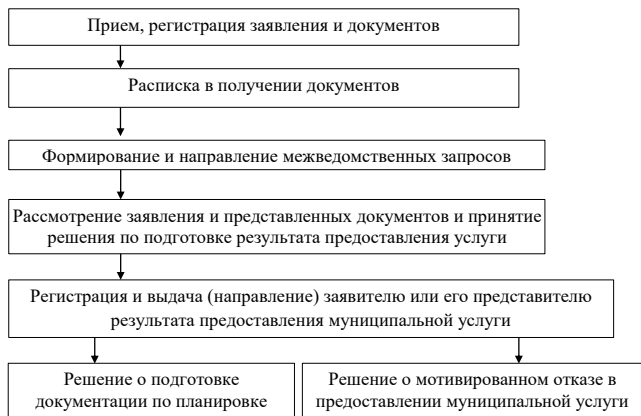 Прием, регистрация заявления и документов
Расписка в получении документов
Формирование и направление межведомственных запросов
Рассмотрение заявления и представленных документов и принятие
решения по подготовке результата предоставления услуги
Регистрация и выдача (направление) заявителю или его представителю
результата предоставления муниципальной услуги
Решение о подготовке
документации по планировке
Решение о мотивированном отказе в
предоставлении муниципальной услуги